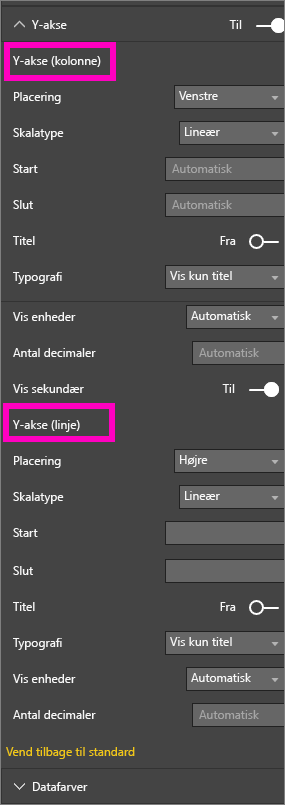 Y-akse Til
Y-akse (kolonne)
Placering Venstre
Skalatype Lineær
Start Automatisk
Slut Automatisk
Titel Fra
Typografi Vis kun titel
Vis enheder Automatisk
Antal decimaler Automatisk
Vis sekundær Til
Y-akse (linje)
Placering Højre
Skalatype Lineær
Start
Slut
Titel Fra
Typografi Vis kun titel
Vis enheder Automatisk
Antal decimaler Automatisk
Vend tilbage til standard
Datafarver